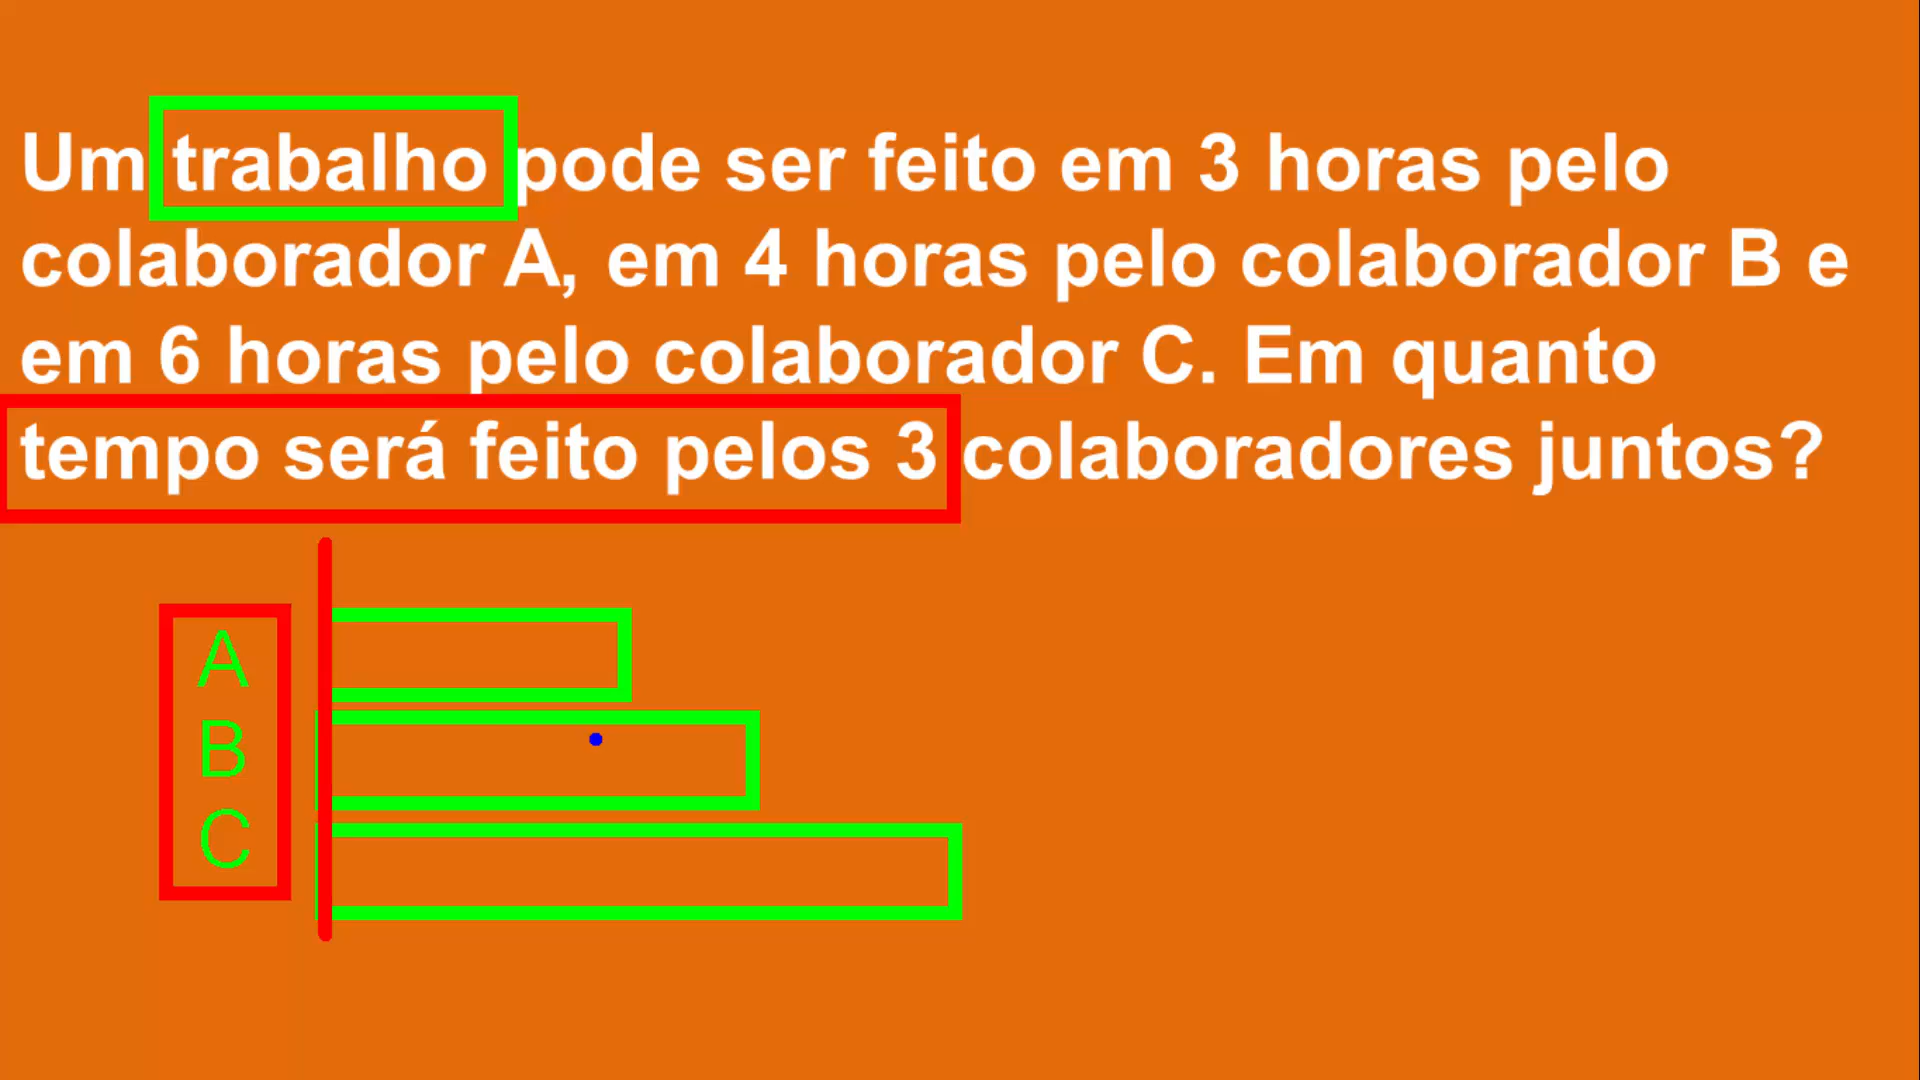 Um trabalho pode ser feito em 3 horas pelo
colaborador A, em 4 horas pelo colaborador B e
em 6 horas pelo colaborador C. Em quanto
tempo será feito pelos 3 colaboradores juntos?
A
B
C